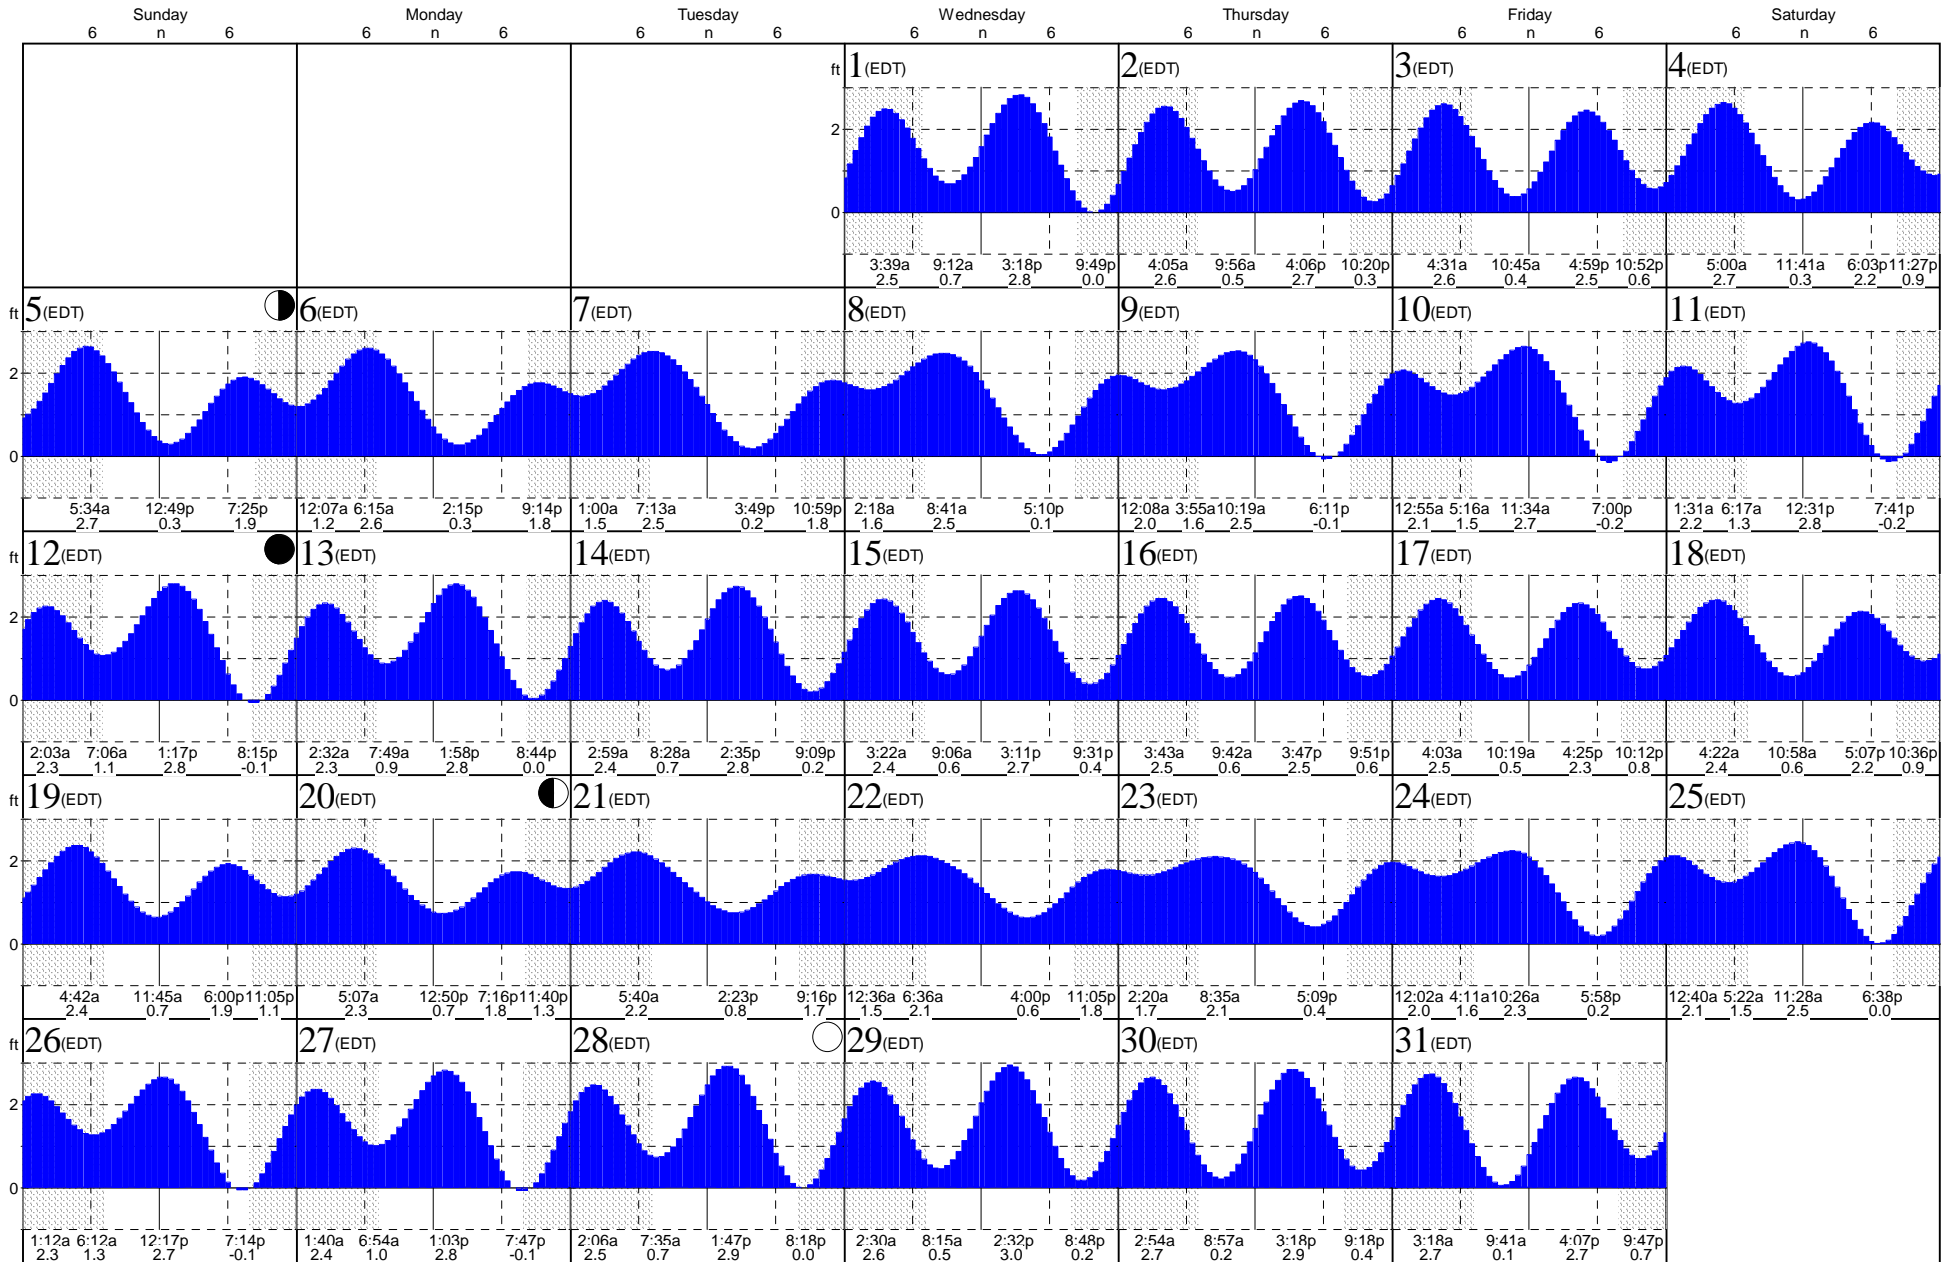 Sunday Monday Tuesday Wednesday Thursday Friday Saturday
6 n 6 6 n 6 6 n 6 6 n 6 6 n 6 6 n 6 6 n 6
ft 1(EDT) 2(EDT) 3(EDT) 4(EDT)
2
0
3:39a 9:12a 3:18p 9:49p 4:05a 9:56a 4:06p 10:20p 4:31a 10:45a 4:59p 10:52p 5:00a 11:41a 6:03p 11:27p
2.5 0.7 2.8 0.0 2.6 0.5 2.7 0.3 2.6 0.4 2.5 0.6 2.7 0.3 2.2 0.9
ft 5(EDT) 6(EDT) 7(EDT) 8(EDT) 9(EDT) 10(EDT) 11(EDT)
2
0
5:34a 12:49p 7:25p 12:07a 6:15a 2:15p 9:14p 1:00a 7:13a 3:49p 10:59p 2:18a 8:41a 5:10p 12:08a 3:55a 10:19a 6:11p 12:55a 5:16a 11:34a 7:00p 1:31a 6:17a 12:31p 7:41p
2.7 0.3 1.9 1.2 2.6 0.3 1.8 1.5 2.5 0.2 1.8 1.6 2.5 0.1 2.0 1.6 2.5 -0.1 2.1 1.5 2.7 -0.2 2.2 1.3 2.8 -0.2
ft 12(EDT) 13(EDT) 14(EDT) 15(EDT) 16(EDT) 17(EDT) 18(EDT)
2
0
2:03a 7:06a 1:17p 8:15p 2:32a 7:49a 1:58p 8:44p 2:59a 8:28a 2:35p 9:09p 3:22a 9:06a 3:11p 9:31p 3:43a 9:42a 3:47p 9:51p 4:03a 10:19a 4:25p 10:12p 4:22a 10:58a 5:07p 10:36p
2.3 1.1 2.8 -0.1 2.3 0.9 2.8 0.0 2.4 0.7 2.8 0.2 2.4 0.6 2.7 0.4 2.5 0.6 2.5 0.6 2.5 0.5 2.3 0.8 2.4 0.6 2.2 0.9
ft 19(EDT) 20(EDT) 21(EDT) 22(EDT) 23(EDT) 24(EDT) 25(EDT)
2
0
4:42a 11:45a 6:00p 11:05p 5:07a 12:50p 7:16p 11:40p 5:40a 2:23p 9:16p 12:36a 6:36a 4:00p 11:05p 2:20a 8:35a 5:09p 12:02a 4:11a 10:26a 5:58p 12:40a 5:22a 11:28a 6:38p
2.4 0.7 1.9 1.1 2.3 0.7 1.8 1.3 2.2 0.8 1.7 1.5 2.1 0.6 1.8 1.7 2.1 0.4 2.0 1.6 2.3 0.2 2.1 1.5 2.5 0.0
ft 26(EDT) 27(EDT) 28(EDT) 29(EDT) 30(EDT) 31(EDT)
2
0
1:12a 6:12a 12:17p 7:14p 1:40a 6:54a 1:03p 7:47p 2:06a 7:35a 1:47p 8:18p 2:30a 8:15a 2:32p 8:48p 2:54a 8:57a 3:18p 9:18p 3:18a 9:41a 4:07p 9:47p
2.3 1.3 2.7 -0.1 2.4 1.0 2.8 -0.1 2.5 0.7 2.9 0.0 2.6 0.5 3.0 0.2 2.7 0.2 2.9 0.4 2.7 0.1 2.7 0.7